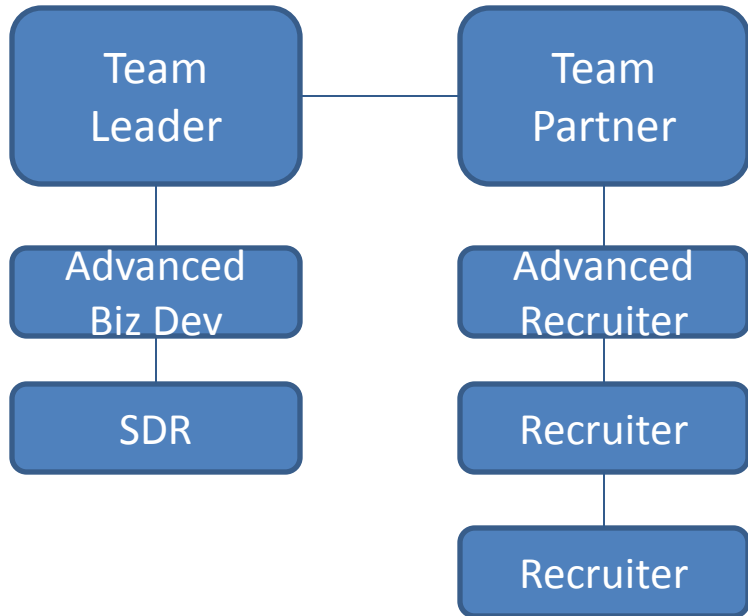 Team
Leader
Team
Partner
Advanced
Biz Dev
Advanced
Recruiter
SDR
Recruiter
Recruiter